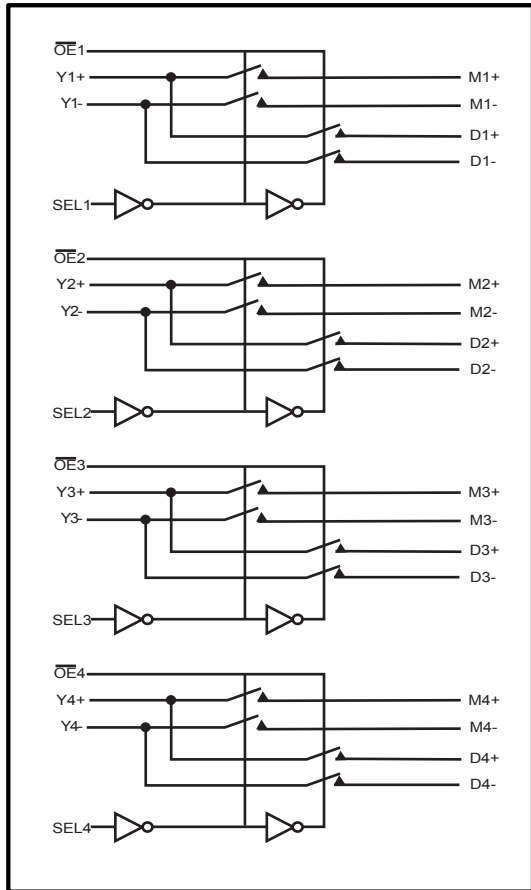 OE1
Y1+ M1+
Y1- M1-
D1+
D1-
SEL1
OE2
Y2+ M2+
Y2- M2-
D2+
D2-
SEL2
OE3
Y3+ M3+
Y3- M3-
D3+
D3-
SEL3
OE4
Y4+ M4+
Y4- M4-
D4+
D4-
SEL4